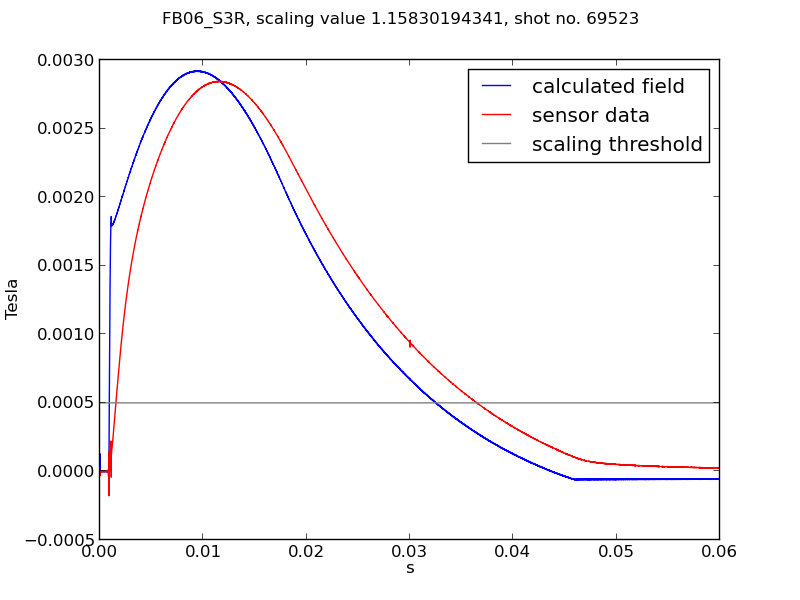 FB06_S3R, scaling value 1.15830194341, shot no. 69523
0.0030
0.0025
0.0020
0.0015
0.0010
0.0005
0.0000
−0.0005
Tesla
calculated field
sensor data
scaling threshold
0.00 0.01 0.02 0.03 0.04 0.05 0.06
s